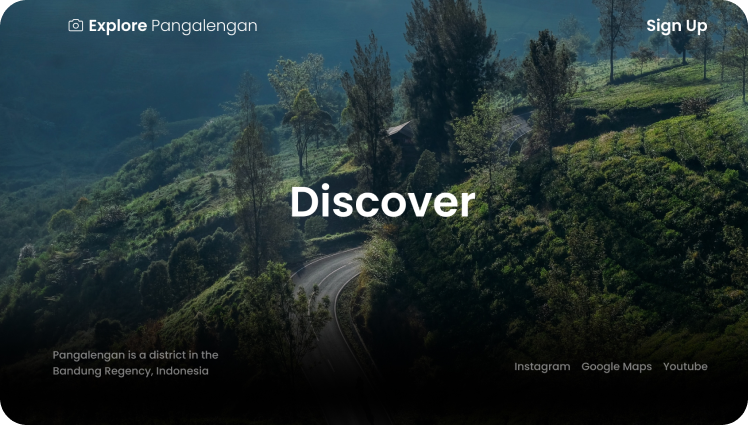 Explore Pangalengan
Sign Up
Discover
Pangalengan is a district in the
Bandung Regency, Indonesia
Instagram Google Maps Youtube